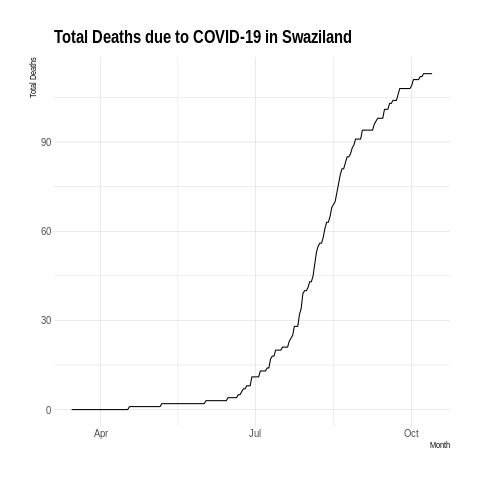 Total Deaths due to COVID-19 in Swaziland
Total Deaths
90
60
30
0
Apr Jul Oct
Month